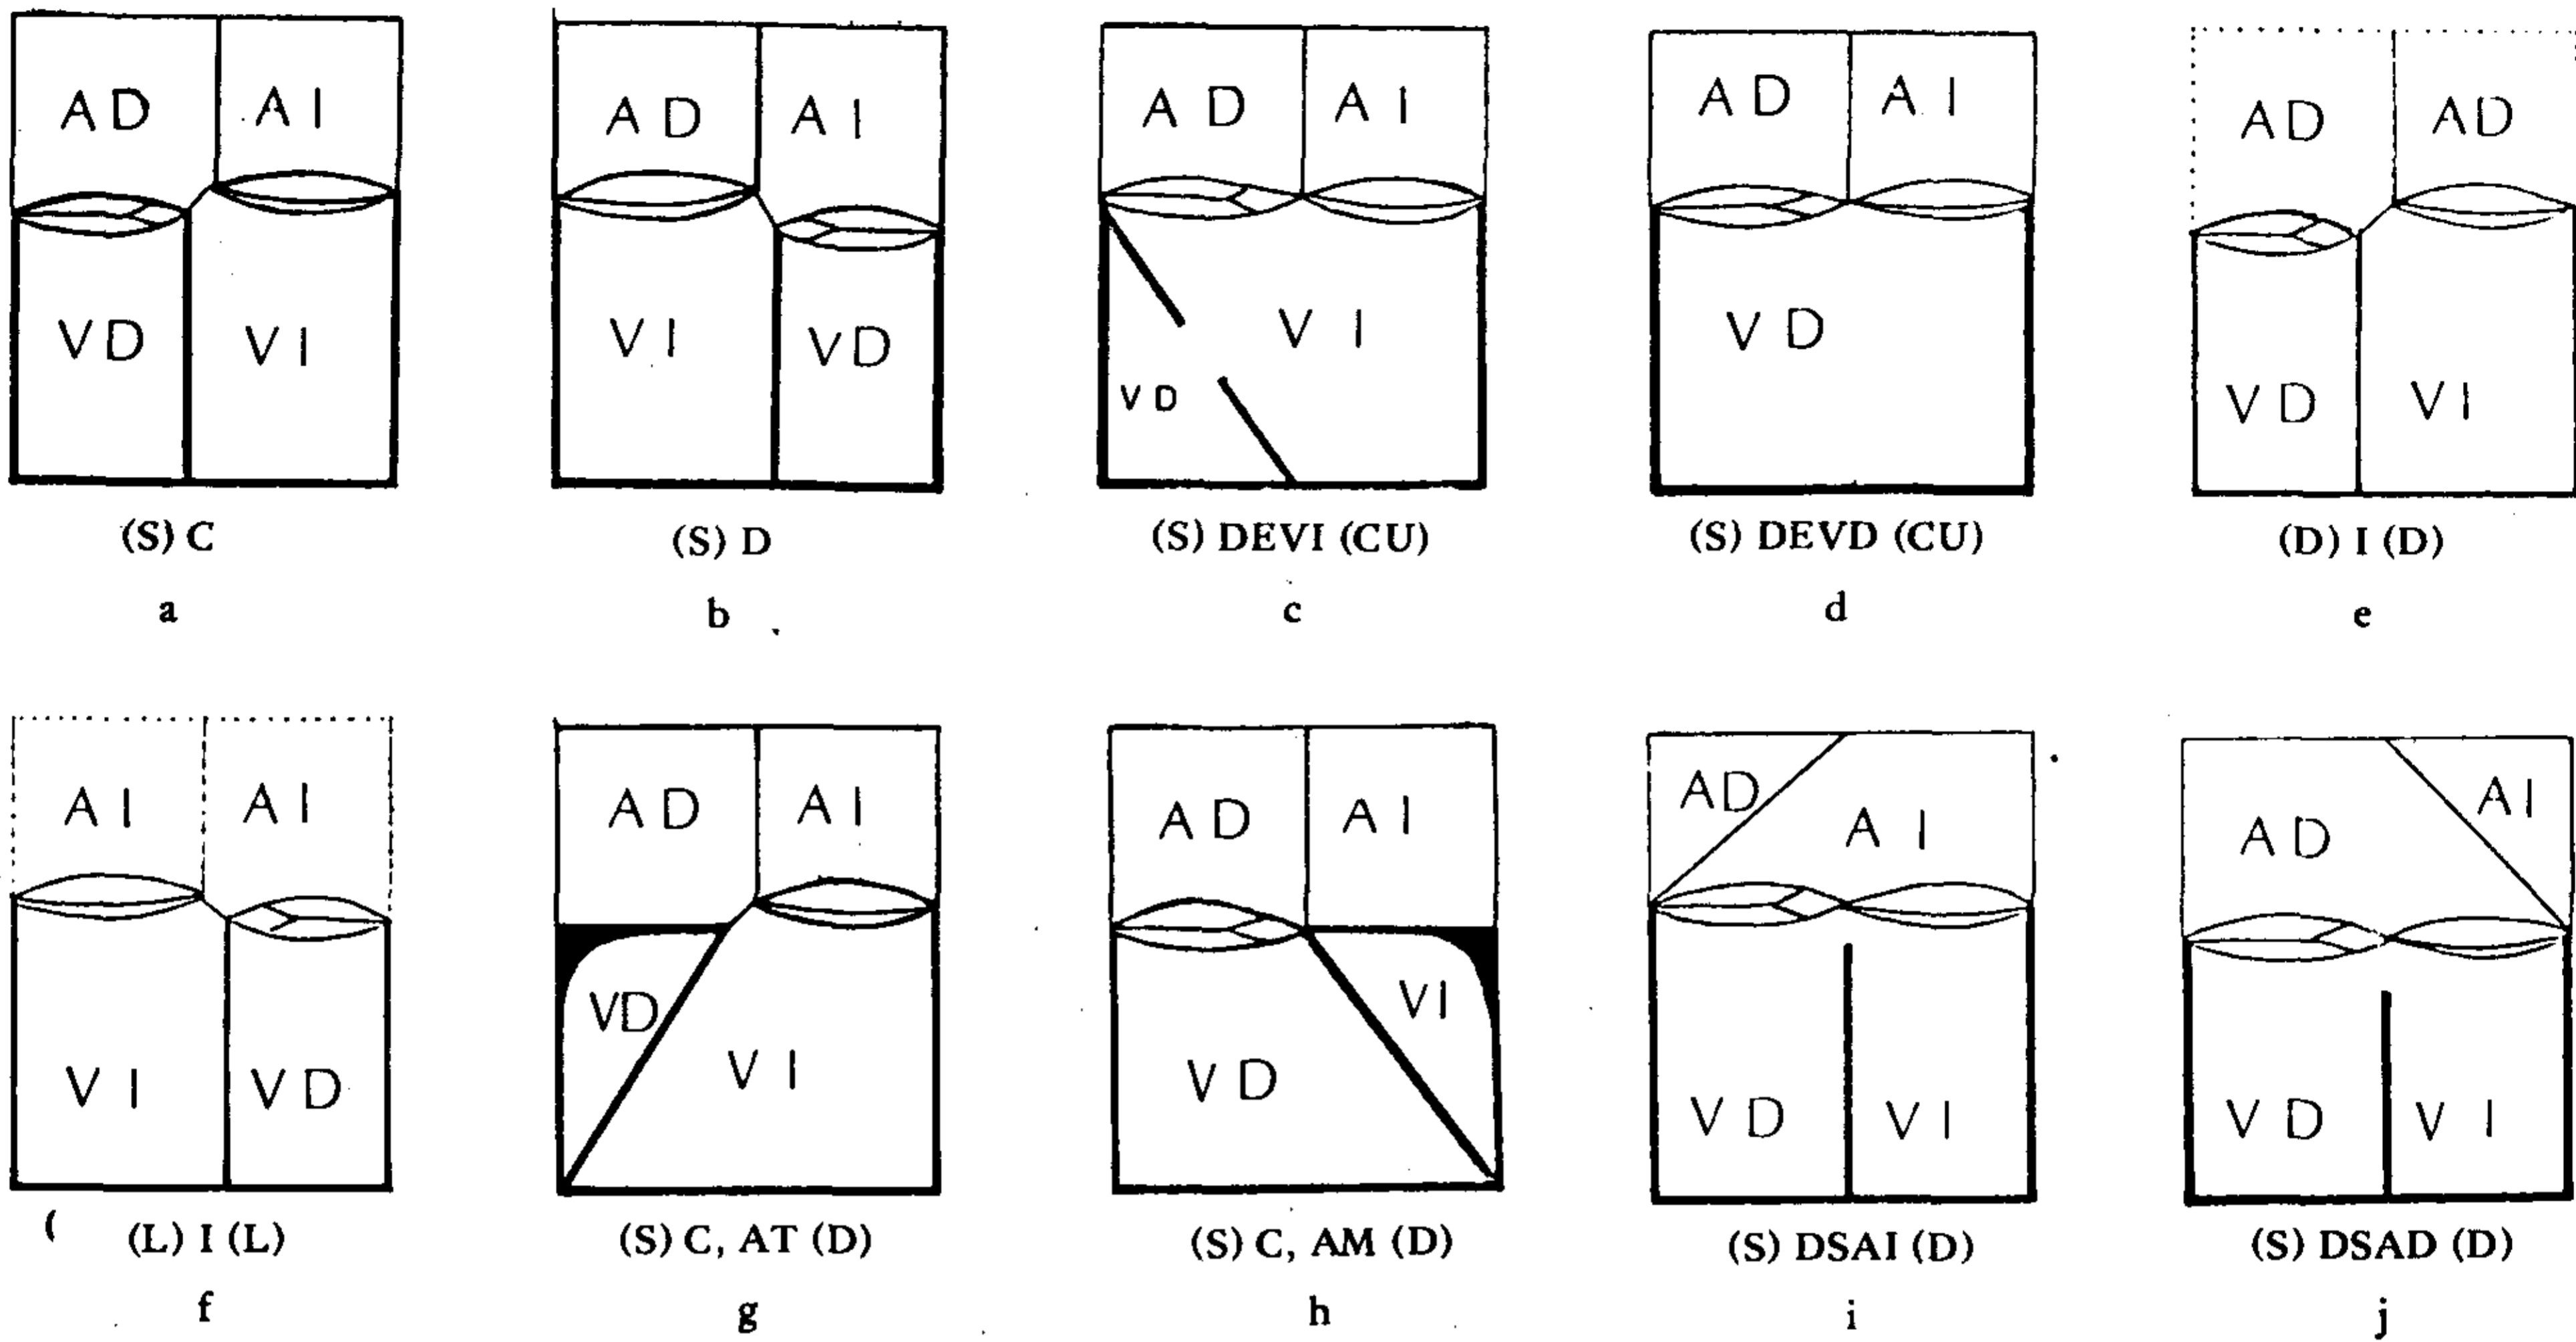 AD AI AD AI AD AI AD AI AD AD
VD VI VI VD VD VI VD VD VI
(S) C (S) D (S) DEVI (CU) (S) DEVD (CU) (D) I (D)
a b c d e
AI AI AD AI AD AI AD AI AD AI
VI VD VD VI VD VI VD VI VD VI
(L) I (L) (S) C, AT (D) (S) C, AM (D) (S) DSAI (D) (S) DSAD (D)
f g h i j